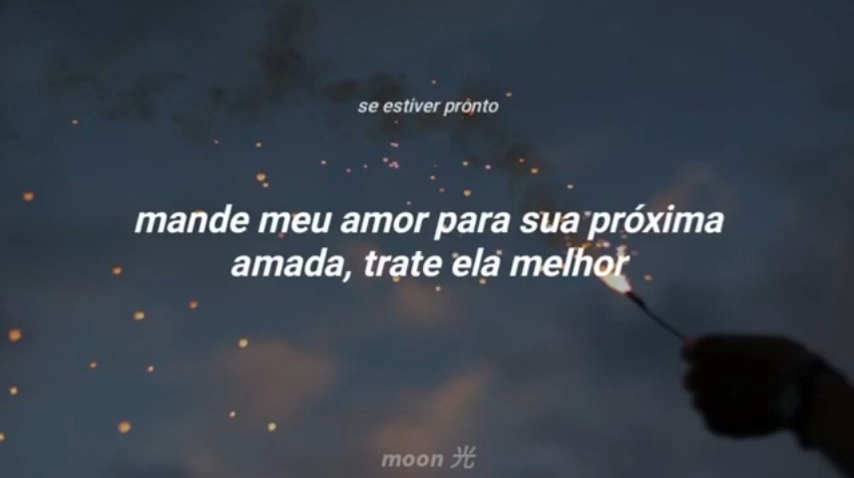 se estiver pronto
mande meu amor para sua próxima
amada, trate ela melhor
moon 光